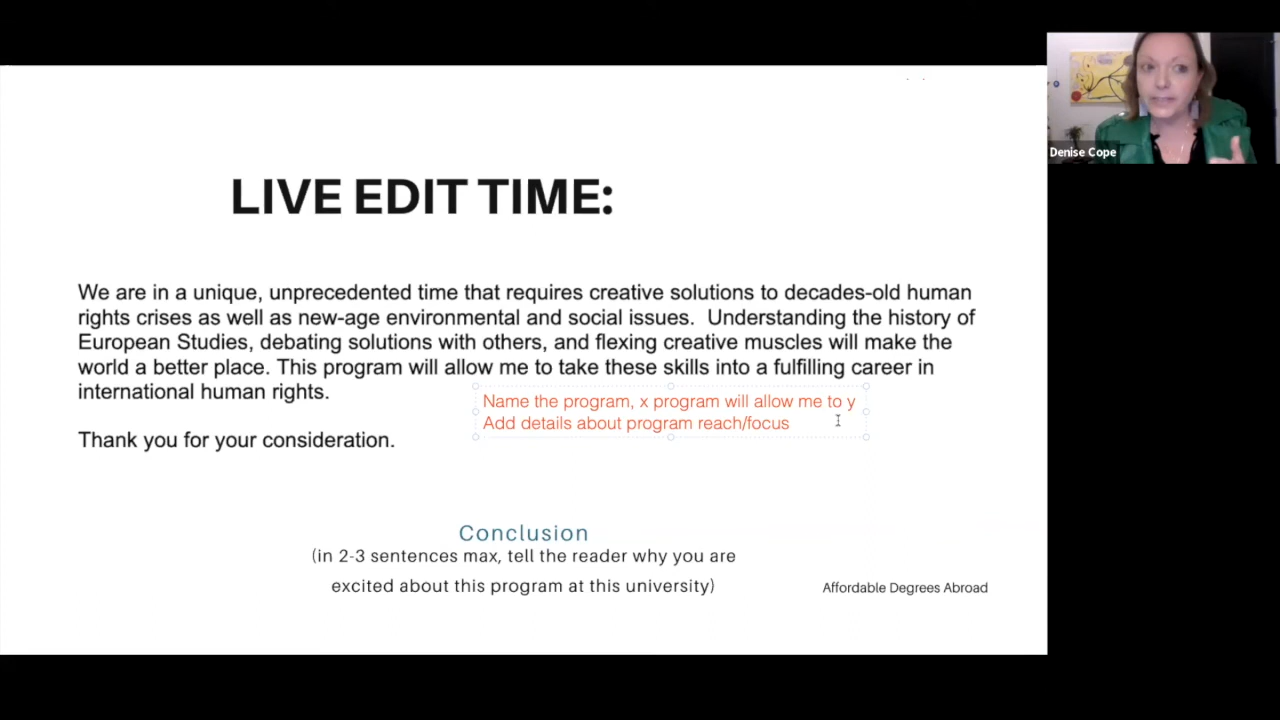 LIVE EDIT TIME:
We are in a unique, unprecedented time that requires creative solutions to decades-old human
rights crises as well as new-age environmental and social issues.  Understanding the history of
European Studies, debating solutions with others, and flexing creative muscles will make the
world a better place. This program will allow me to take these skills into a fulfilling career in
international human rights.
Name the program, x program will allow me to y
Add details about program reach/focus
Thank you for your consideration.
Conclusion
(in 2-3 sentences max, tell the reader why you are
excited about this program at this university)
Affordable Degrees Abroad
Denise Cope